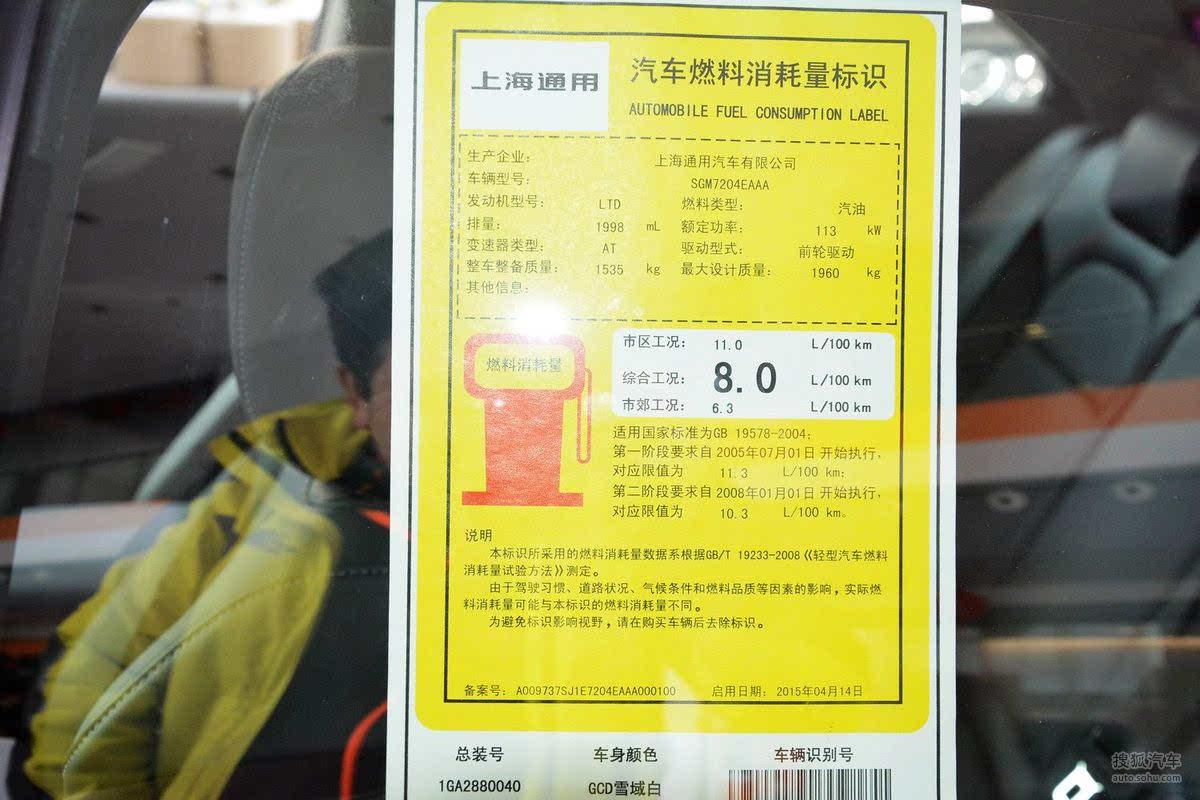 上海通用
汽车燃料消耗量标识
AUTOMOBILE FUEL CONSUMPTION LABEL
生产企业： 上海通用汽车有限公司
车辆型号： SGM7204EAAA
发动机型号： LTD 燃料类型： 汽油
排量： 1998 mL 额定功率： 113 kW
变速器类型： AT 驱动型式： 前轮驱动
整车整备质量： 1535 kg 最大设计质量： 1960 kg
其他信息：
燃料消耗量
市区工况： 11.0 L/100 km
综合工况： 8.0 L/100 km
市郊工况： 6.3 L/100 km
适用国家标准为GB 19578-2004；
第一阶段要求自 2005年07月01日 开始执行，
对应限值为 11.3 L/100 km；
第二阶段要求自 2008年01月01日 开始执行，
对应限值为 10.3 L/100 km。
说明
本标识所采用的燃料消耗量数据系根据GB/T 19233-2008《轻型汽车燃料
消耗量试验方法》测定。
由于驾驶习惯、道路状况、气候条件和燃料品质等因素的影响，实际燃
料消耗量可能与本标识的燃料消耗量不同。
为避免标识影响视野，请在购买车辆后去除标识。
备案号： A009737SJ1E7204EAAA000100 启用日期： 2015年04月14日
总装号 车身颜色 车辆识别号
1GA2880040 GCD雪域白
搜狐汽车
auto.sohu.com